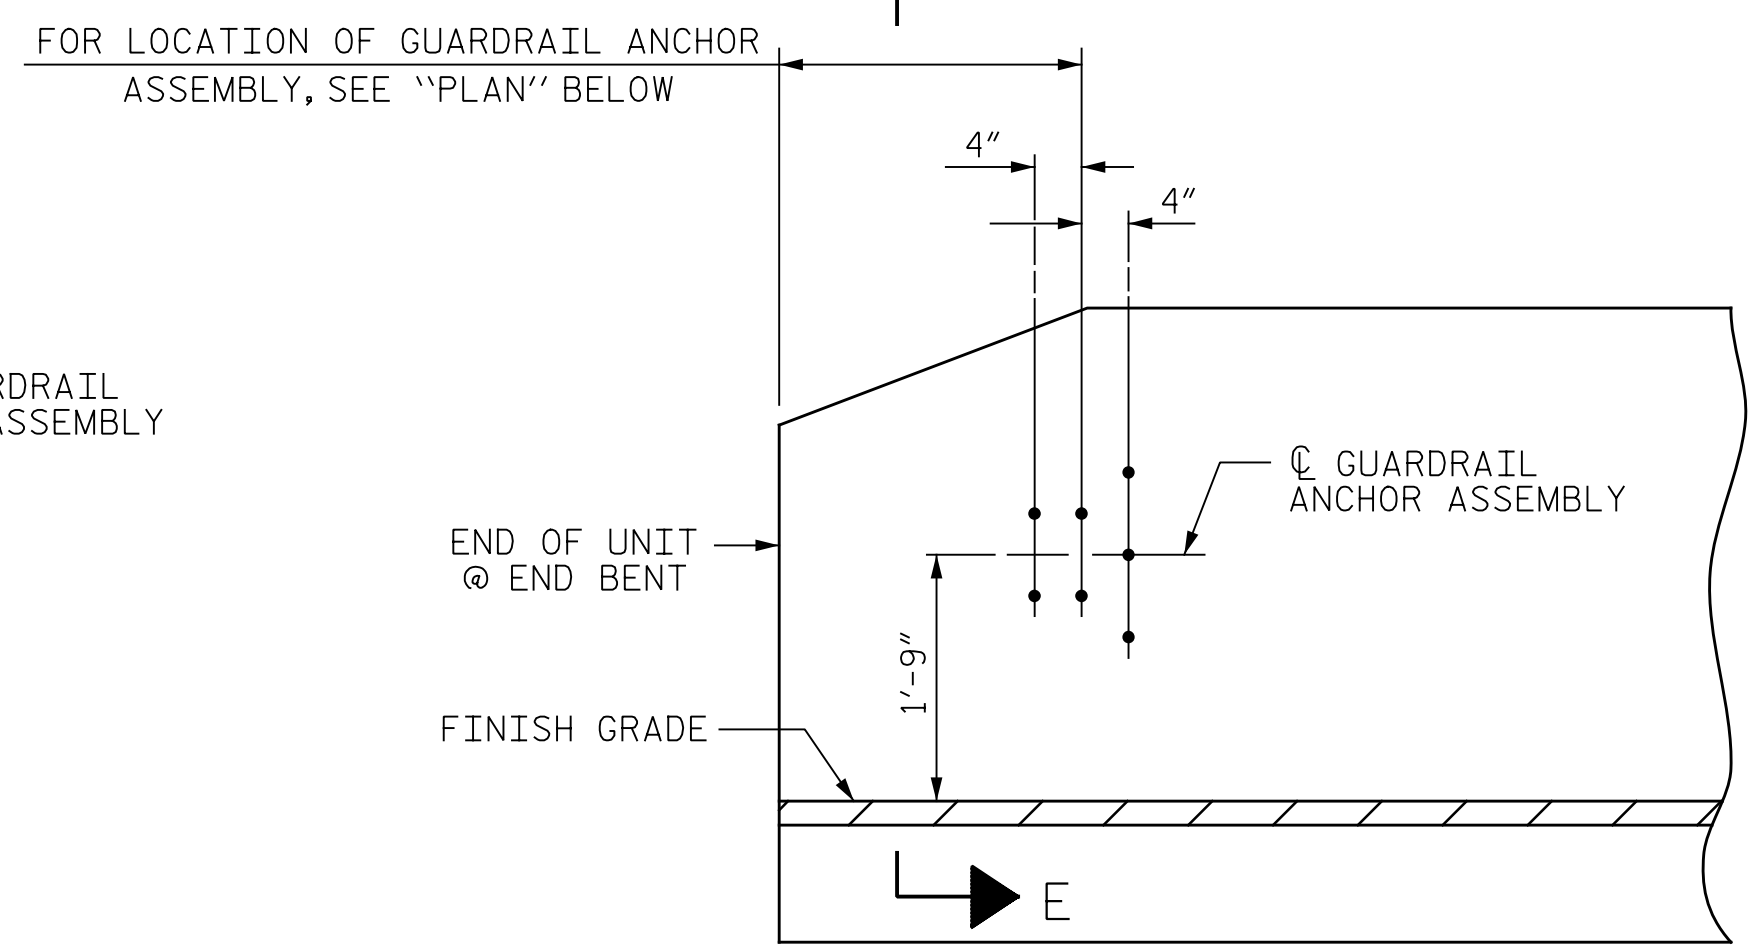 FOR LOCATION OF GUARDRAIL ANCHOR
ASSEMBLY, SEE "PLAN" BELOW
4"
4"
ASSEMBLY
℄ GUARDRAIL
ANCHOR ASSEMBLY
END OF UNIT
@ END BENT
1'-9"
FINISH GRADE
E